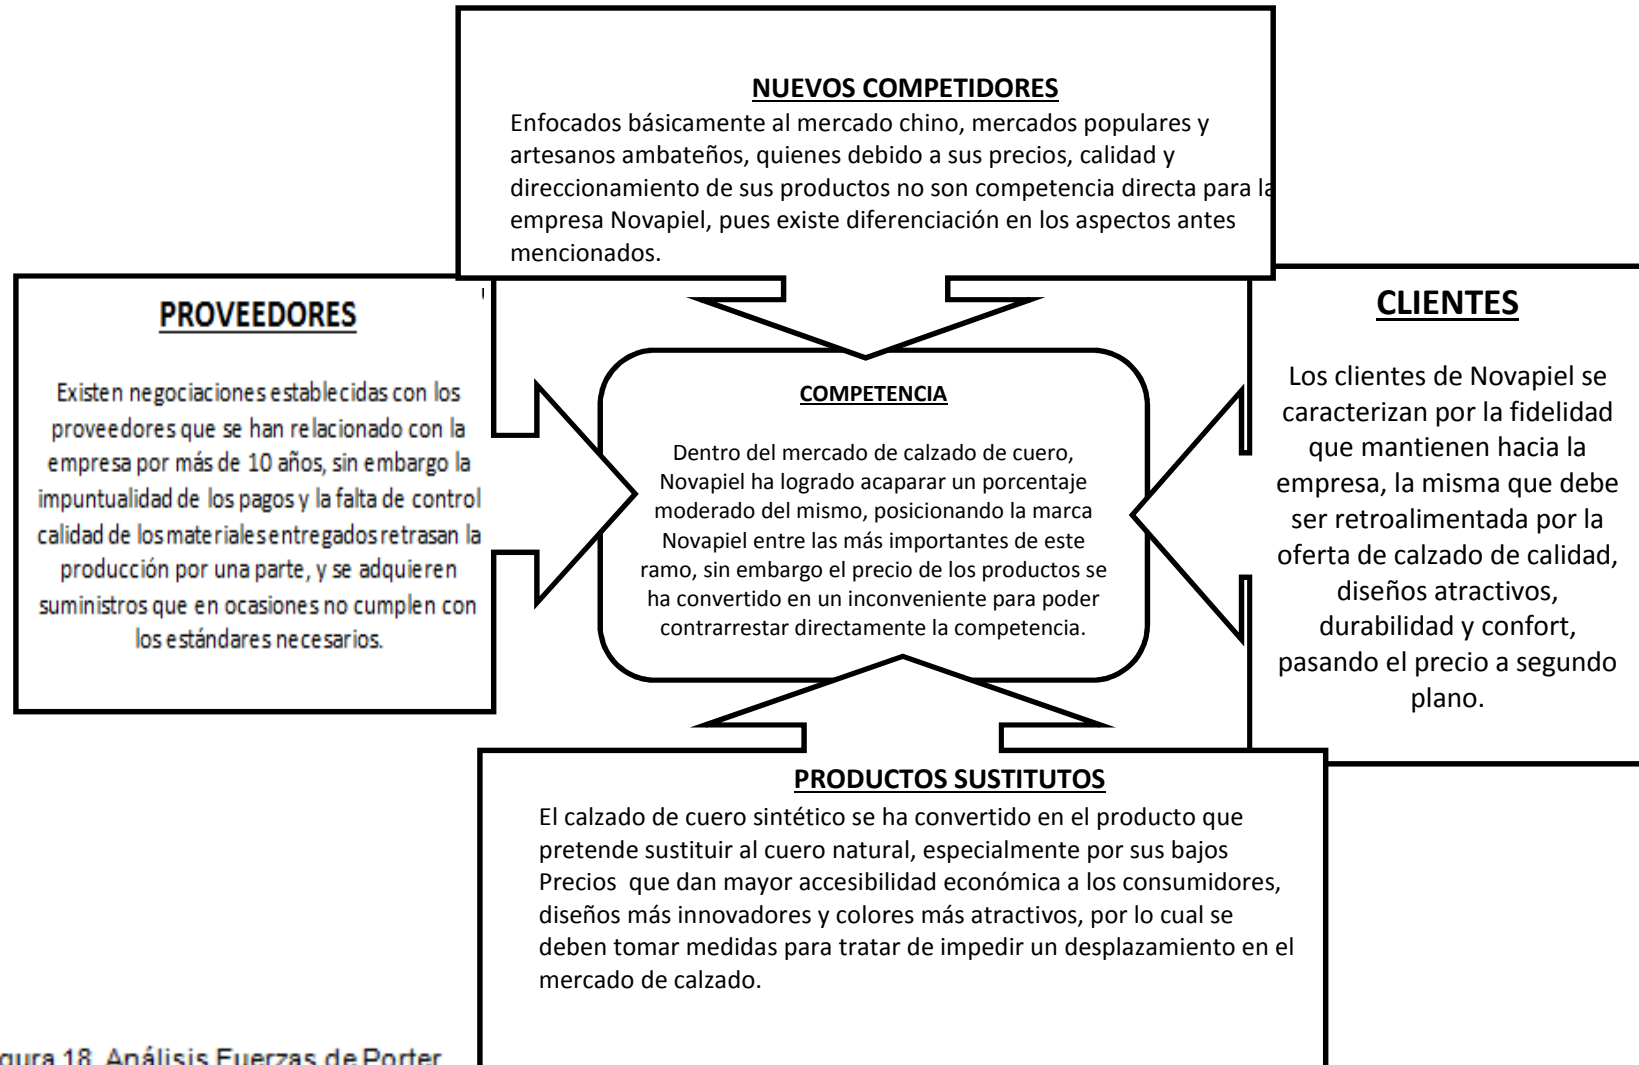 NUEVOS COMPETIDORES
Enfocados básicamente al mercado chino, mercados populares y
artesanos ambateños, quienes debido a sus precios, calidad y
direccionamiento de sus productos no son competencia directa para la
empresa Novapiel, pues existe diferenciación en los aspectos antes
mencionados.
PROVEEDORES
Existen negociaciones establecidas con los
proveedores que se han relacionado con la
empresa por más de 10 años, sin embargo la
impuntualidad de los pagos y la falta de control
calidad de los materiales entregados retrasan la
producción por una parte, y se adquieren
suministros que en ocasiones no cumplen con
los estándares necesarios.
COMPETENCIA
Dentro del mercado de calzado de cuero,
Novapiel ha logrado acaparar un porcentaje
moderado del mismo, posicionando la marca
Novapiel entre las más importantes de este
ramo, sin embargo el precio de los productos se
ha convertido en un inconveniente para poder
contrarrestar directamente la competencia.
CLIENTES
Los clientes de Novapiel se
caracterizan por la fidelidad
que mantienen hacia la
empresa, la misma que debe
ser retroalimentada por la
oferta de calzado de calidad,
diseños atractivos,
durabilidad y confort,
pasando el precio a segundo
plano.
PRODUCTOS SUSTITUTOS
El calzado de cuero sintético se ha convertido en el producto que
pretende sustituir al cuero natural, especialmente por sus bajos
Precios  que dan mayor accesibilidad económica a los consumidores,
diseños más innovadores y colores más atractivos, por lo cual se
deben tomar medidas para tratar de impedir un desplazamiento en el
mercado de calzado.
gura 18. Análisis Fuerzas de Porter